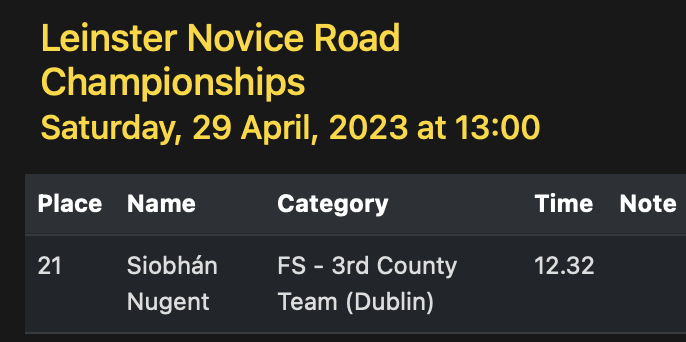 Leinster Novice Road
Championships
Saturday, 29 April, 2023 at 13:00
Place Name Category Time Note
21 Siobhán FS - 3rd County 12.32
Nugent Team (Dublin)